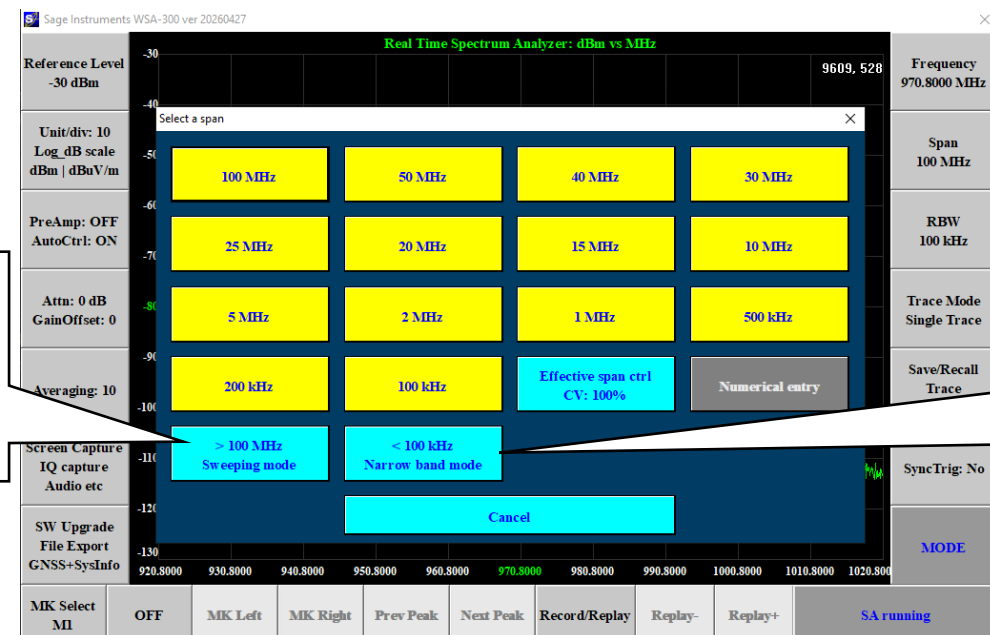 Sage Instruments WSA-300 ver 20260427
Real Time Spectrum Analyzer: dBm vs MHz
9609, 528
Reference Level
-30 dBm
Unit/div: 10
Log_dB scale
dBm | dBuV/m
PreAmp: OFF
AutoCtrl: ON
Attn: 0 dB
GainOffset: 0
Averaging: 10
Screen Capture
IQ capture
Audio etc
SW Upgrade
File Export
GNSS+SysInfo
-30
-40
-50
-60
-70
-80
-90
-100
-110
-120
-130
Select a span
100 MHz
50 MHz
40 MHz
30 MHz
25 MHz
20 MHz
15 MHz
10 MHz
5 MHz
2 MHz
1 MHz
500 kHz
200 kHz
100 kHz
Effective span ctrl
CV: 100%
Numerical entry
> 100 MHz
Sweeping mode
< 100 kHz
Narrow band mode
Cancel
920.8000 930.8000 940.8000 950.8000 960.8000 970.8000 980.8000 990.8000 1000.8000 1010.8000 1020.800
Frequency
970.8000 MHz
Span
100 MHz
RBW
100 kHz
Trace Mode
Single Trace
Save/Recall
Trace
SyncTrig: No
MODE
MK Select
M1
OFF
MK Left
MK Right
Prev Peak
Next Peak
Record/Replay
Replay-
Replay+
SA running